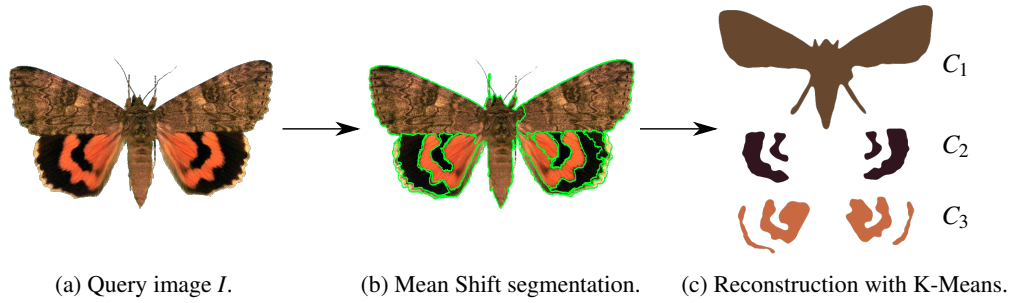 C1
C2
C3
(a) Query image I.
(b) Mean Shift segmentation.
(c) Reconstruction with K-Means.